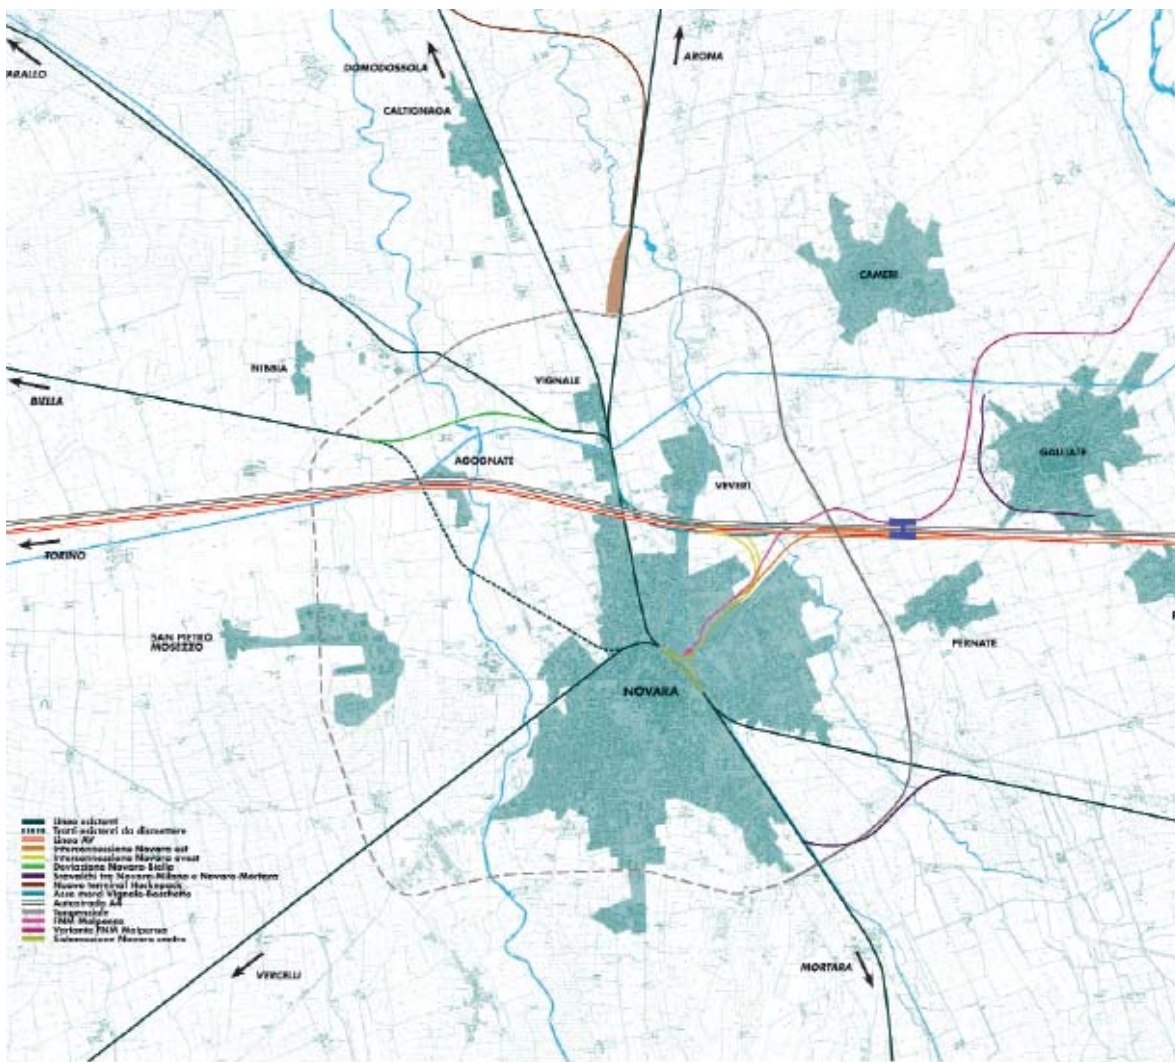 ARONA
DOMODOSSOLA
ARALLO
CALTIGNAGA
CAMERI
NIBBIA
VIGNALE
BIELLA
GALLIATE
AGOGNATE
VEVERI
TORINO
SAN PIETRO
MOSEZZO
PERNATE
NOVARA
Linee esistenti
Tratti esistenti da dismettere
Linea AV
Interconnessione Novara est
Interconnessione Novara ovest
Deviazione Novara-Biella
Scavalchi tra Novara-Milano e Novara-Mortara
Nuovo terminal Huckepack
Asse merci Vignale-Boschetto
Autostrada A4
Tangenziale
FNM Malpensa
Variante FNM Malpensa
Sistemazione Novara centro
VERCELLI
MORTARA